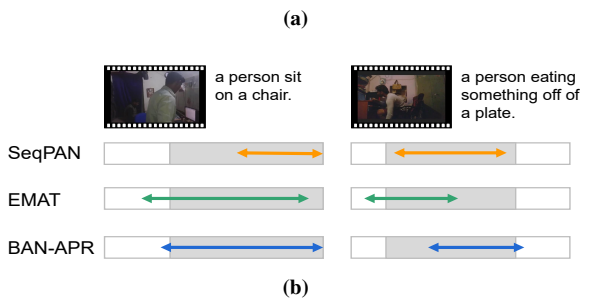 (a)
a person sit
on a chair.
a person eating
something off of
a plate.
SeqPAN
EMAT
BAN-APR
(b)